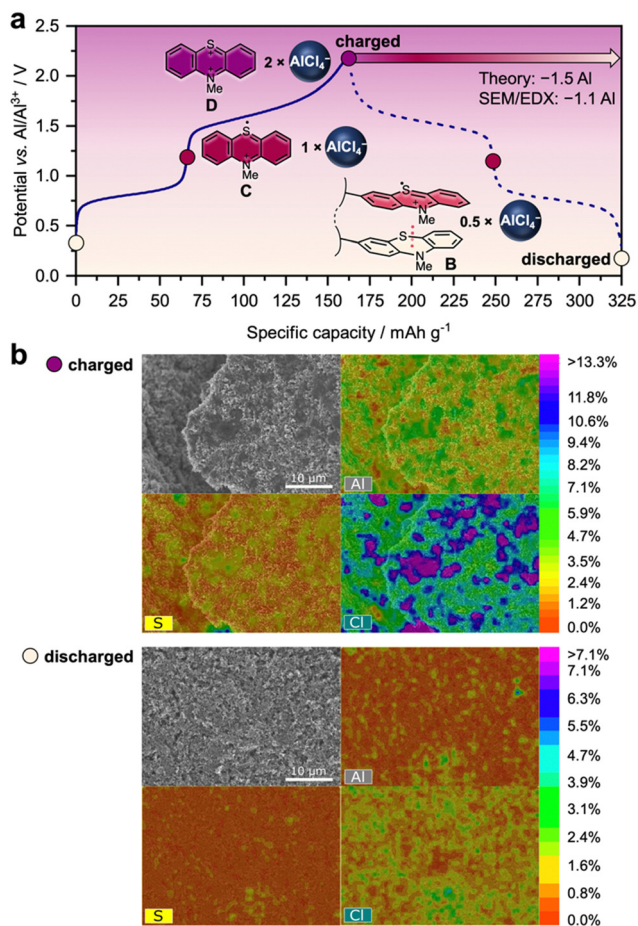 a
2.5
2.0
1.5
1.0
0.5
0.0
Potential vs. Al/Al³⁺ / V
0
25
50
75
100
125
150
175
200
225
250
275
300
325
Specific capacity / mAh g⁻¹
S
N
Me
D
2 × AlCl₄⁻
charged
Theory: −1.5 Al
SEM/EDX: −1.1 Al
S
N
Me
C
1 × AlCl₄⁻
S
N
Me
0.5 × AlCl₄⁻
S
N
Me
B
discharged
b
charged
10 µm
Al
S
Cl
>13.3%
11.8%
10.6%
9.4%
8.2%
7.1%
5.9%
4.7%
3.5%
2.4%
1.2%
0.0%
discharged
10 µm
Al
S
Cl
>7.1%
7.1%
6.3%
5.5%
4.7%
3.9%
3.1%
2.4%
1.6%
0.8%
0.0%